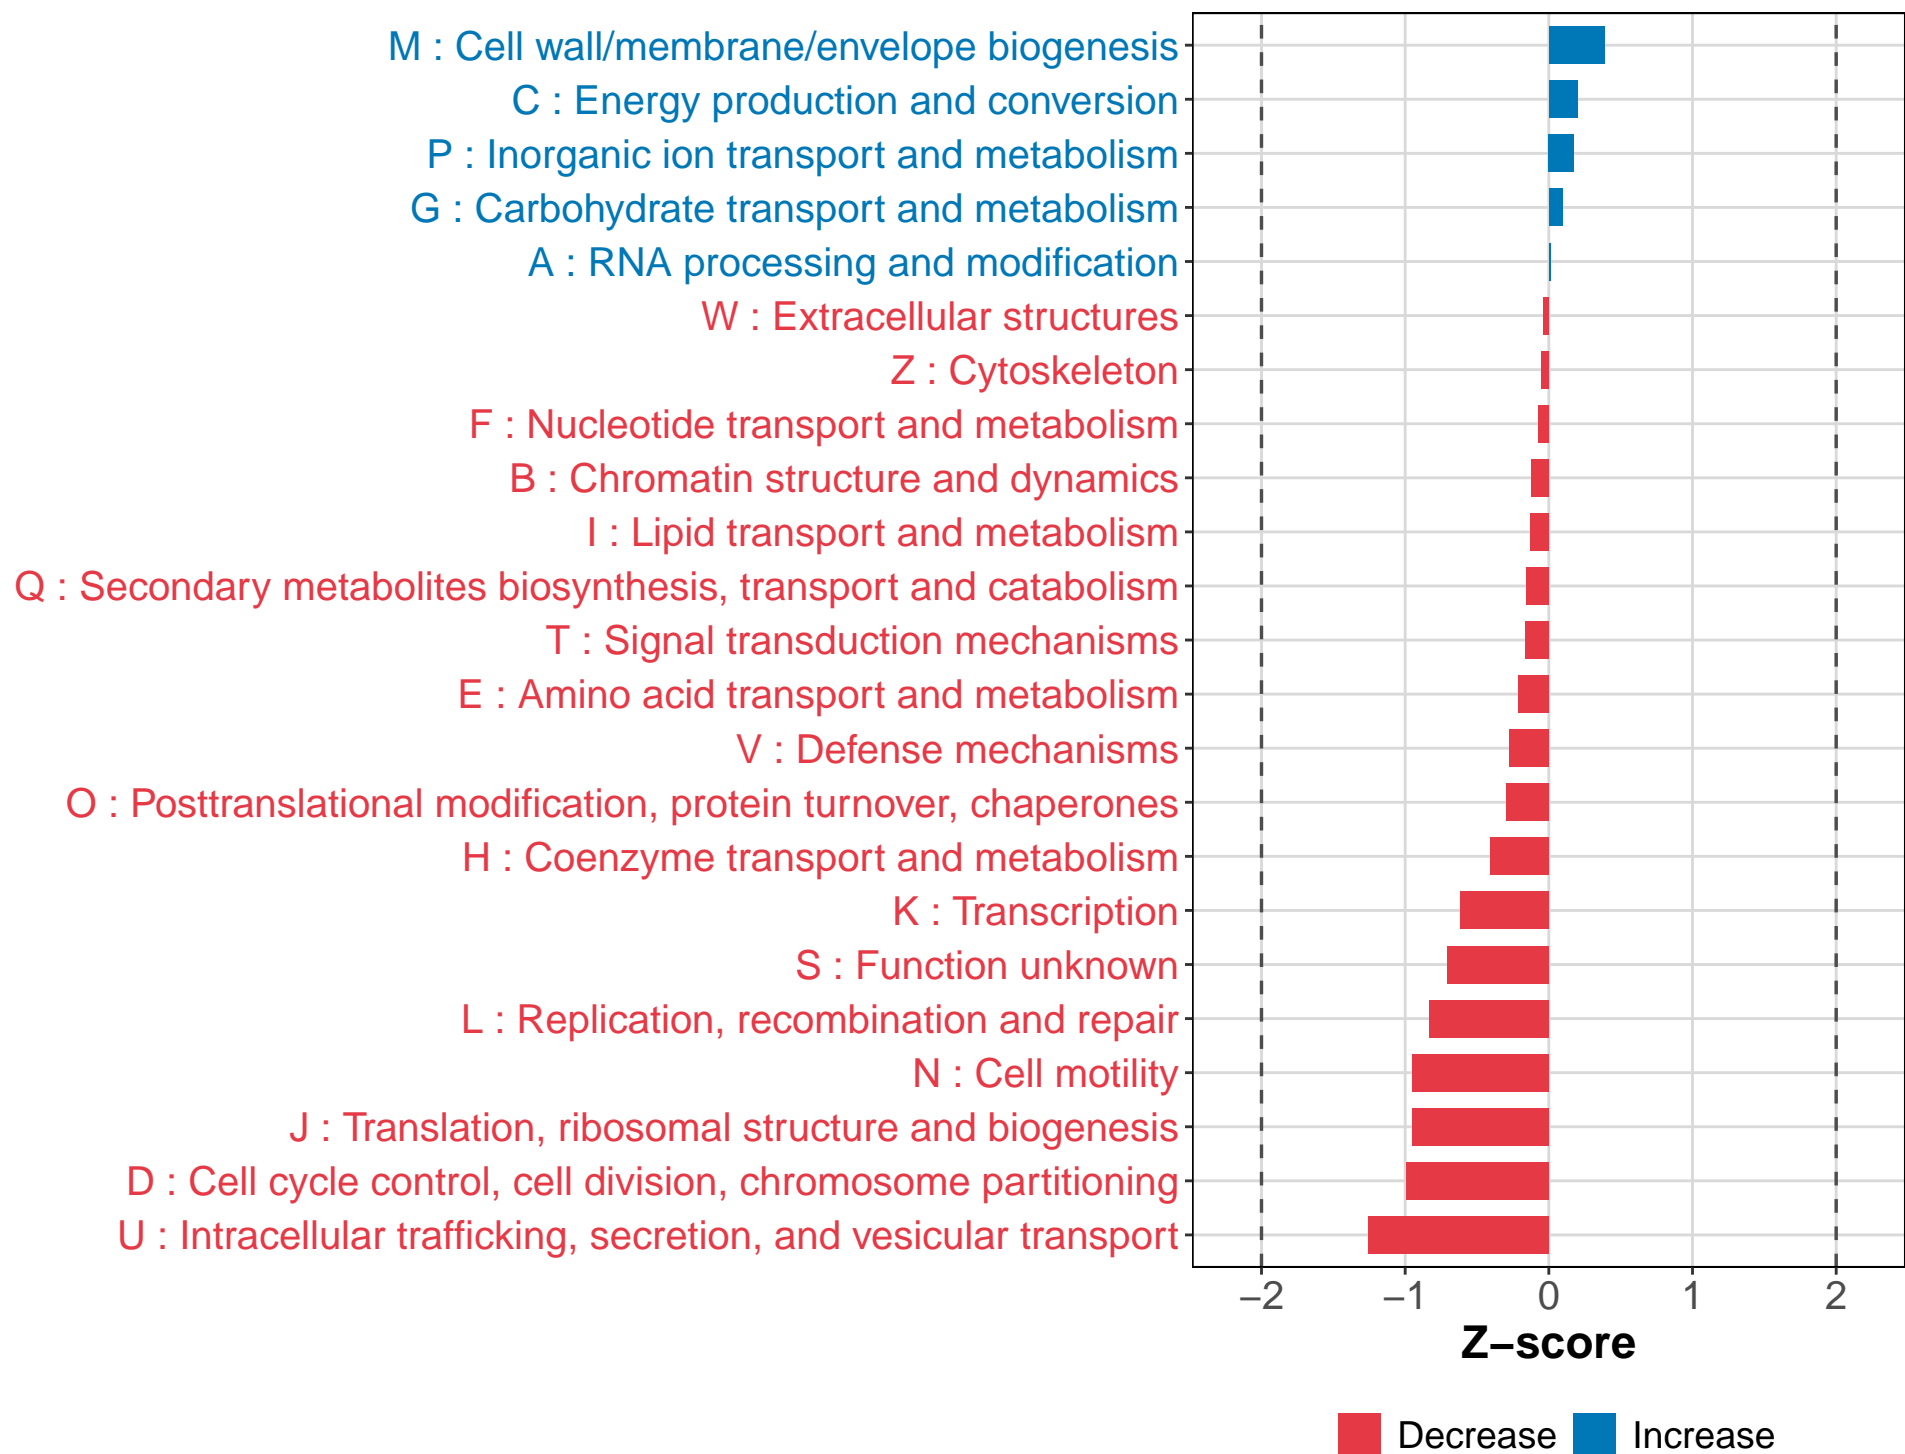 M : Cell wall/membrane/envelope biogenesis
C : Energy production and conversion
P : Inorganic ion transport and metabolism
G : Carbohydrate transport and metabolism
A : RNA processing and modification
W : Extracellular structures
Z : Cytoskeleton
F : Nucleotide transport and metabolism
B : Chromatin structure and dynamics
I : Lipid transport and metabolism
Q : Secondary metabolites biosynthesis, transport and catabolism
T : Signal transduction mechanisms
E : Amino acid transport and metabolism
V : Defense mechanisms
O : Posttranslational modification, protein turnover, chaperones
H : Coenzyme transport and metabolism
K : Transcription
S : Function unknown
L : Replication, recombination and repair
N : Cell motility
J : Translation, ribosomal structure and biogenesis
D : Cell cycle control, cell division, chromosome partitioning
U : Intracellular trafficking, secretion, and vesicular transport
−2 −1 0 1 2
Z−score
Decrease Increase